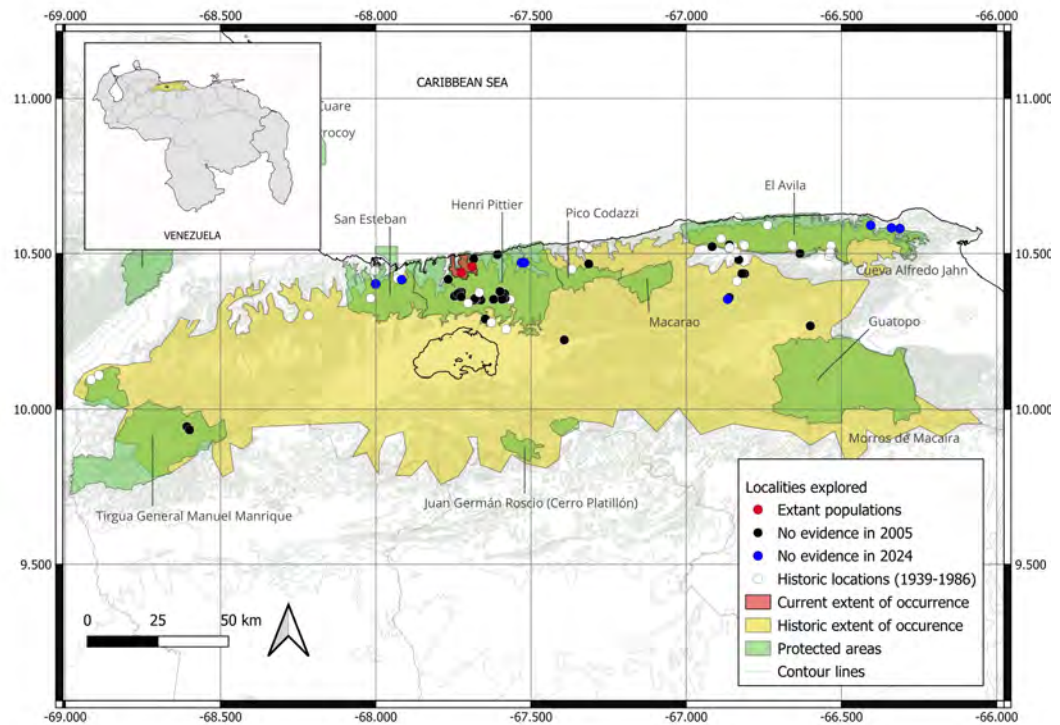 -69.000 -68.500 -68.000 -67.500 -67.000 -66.500 -66.000
CARIBBEAN SEA
11.000 11.000
Cuare
rocoy
VENEZUELA
El Avila
Henri Pittier
San Esteban
Pico Codazzi
10.500 10.500
Cueva Alfredo Jahn
Macarao
Guatopo
10.000 10.000
Morros de Macaira
Juan Germán Roscio (Cerro Platillón)
Tirgua General Manuel Manrique
9.500 9.500
Localities explored
Extant populations
No evidence in 2005
No evidence in 2024
Historic locations (1939-1986)
Current extent of occurrence
Historic extent of occurence
Protected areas
Contour lines
0 25 50 km
-69.000 -68.500 -68.000 -67.500 -67.000 -66.500 -66.000